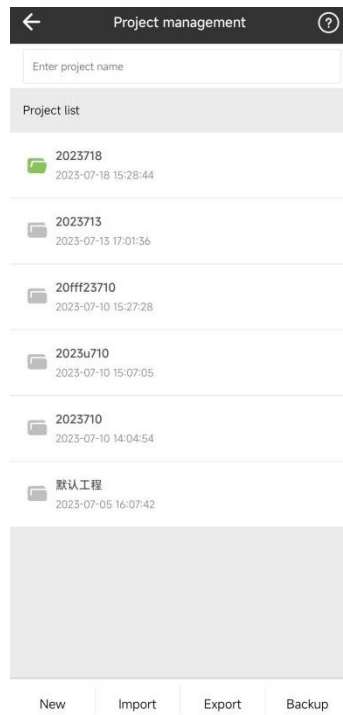 Project management
?
Enter project name
Project list
2023718
2023-07-18 15:28:44
2023713
2023-07-13 17:01:36
20fff23710
2023-07-10 15:27:28
2023u710
2023-07-10 15:07:05
2023710
2023-07-10 14:04:54
默认工程
2023-07-05 16:07:42
New Import Export Backup